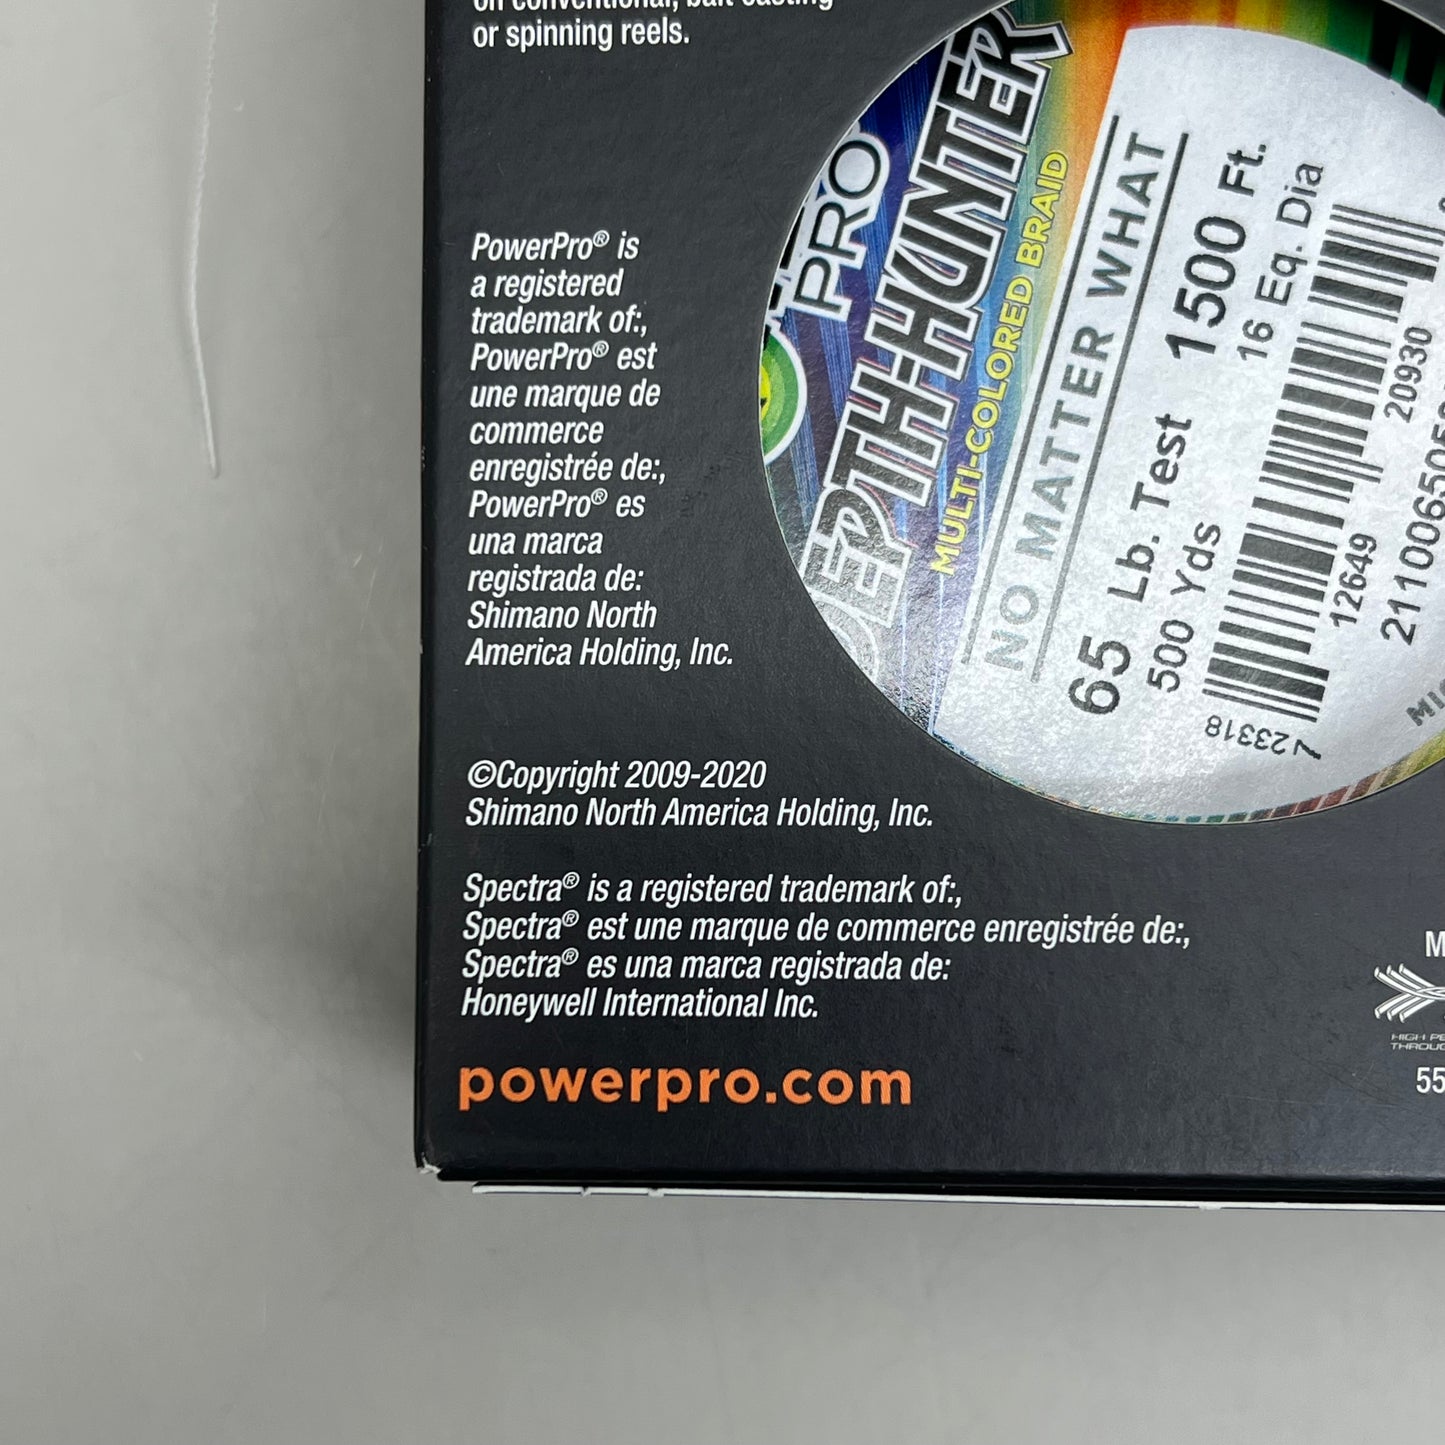 or spinning reels.
PowerPro® is
a registered
trademark of:,
PowerPro® est
une marque de
commerce
enregistrée de:,
PowerPro® es
una marca
registrada de:
Shimano North
America Holding, Inc.
©Copyright 2009-2020
Shimano North America Holding, Inc.
Spectra® is a registered trademark of:,
Spectra® est une marque de commerce enregistrée de:,
Spectra® es una marca registrada de:
Honeywell International Inc.
powerpro.com
PRO
DEPTH-HUNTER
MULTI-COLORED BRAID
NO MATTER WHAT
65 Lb. Test 1500 Ft.
500 Yds 16 Eq. Dia
7 23318 12649 20930